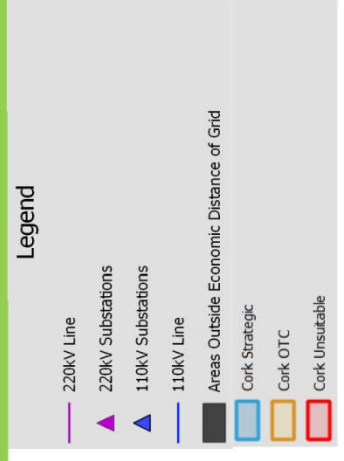 Legend
220kV Line
220kV Substations
110kV Substations
110kV Line
Areas Outside Economic Distance of Grid
Cork Strategic
Cork OTC
Cork Unsuitable